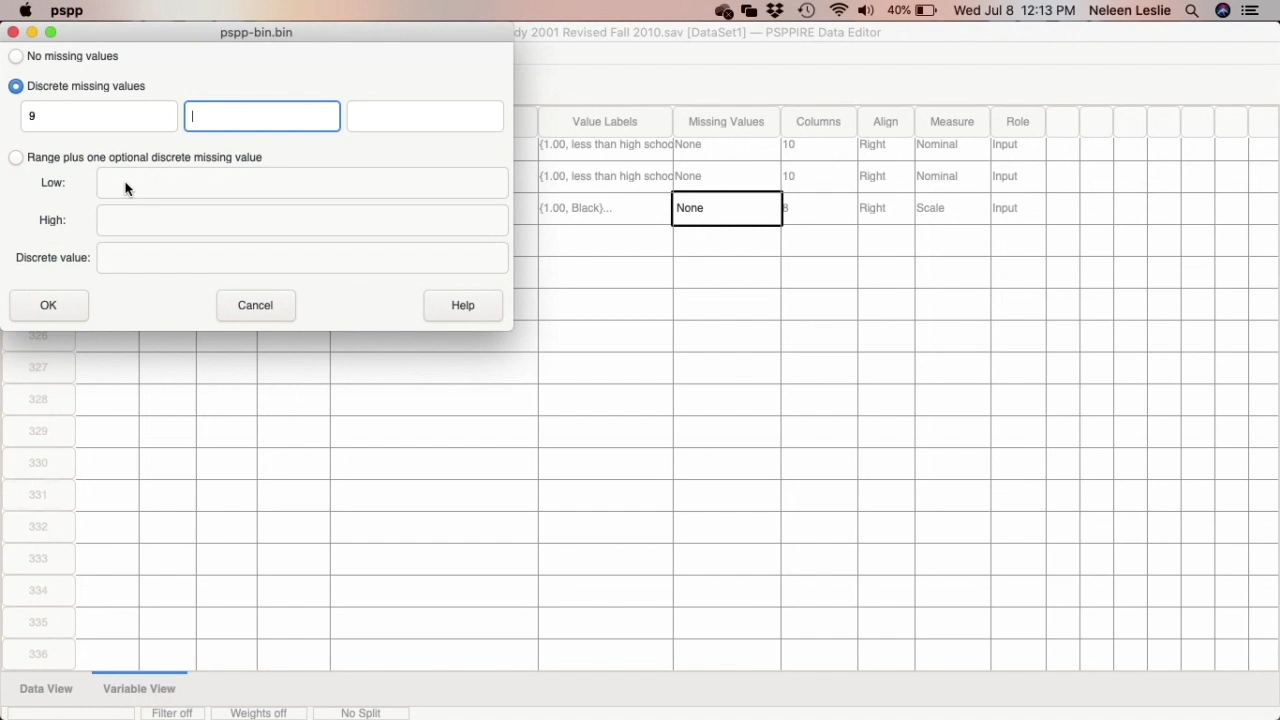 pspp 40% Wed Jul 8 12:13 PM Neleen Leslie
pspp-bin.bin
dy 2001 Revised Fall 2010.sav [DataSet1] — PSPPIRE Data Editor
No missing values
Discrete missing values
9
Range plus one optional discrete missing value
Low:
High:
Discrete value:
OK Cancel Help
Value Labels Missing Values Columns Align Measure Role
{1.00, less than high schoo None 10 Right Nominal Input
{1.00, less than high schoo None 10 Right Nominal Input
{1.00, Black}... None 8 Right Scale Input
326
327
328
329
330
331
332
333
334
335
336
Data View Variable View
Filter off Weights off No Split